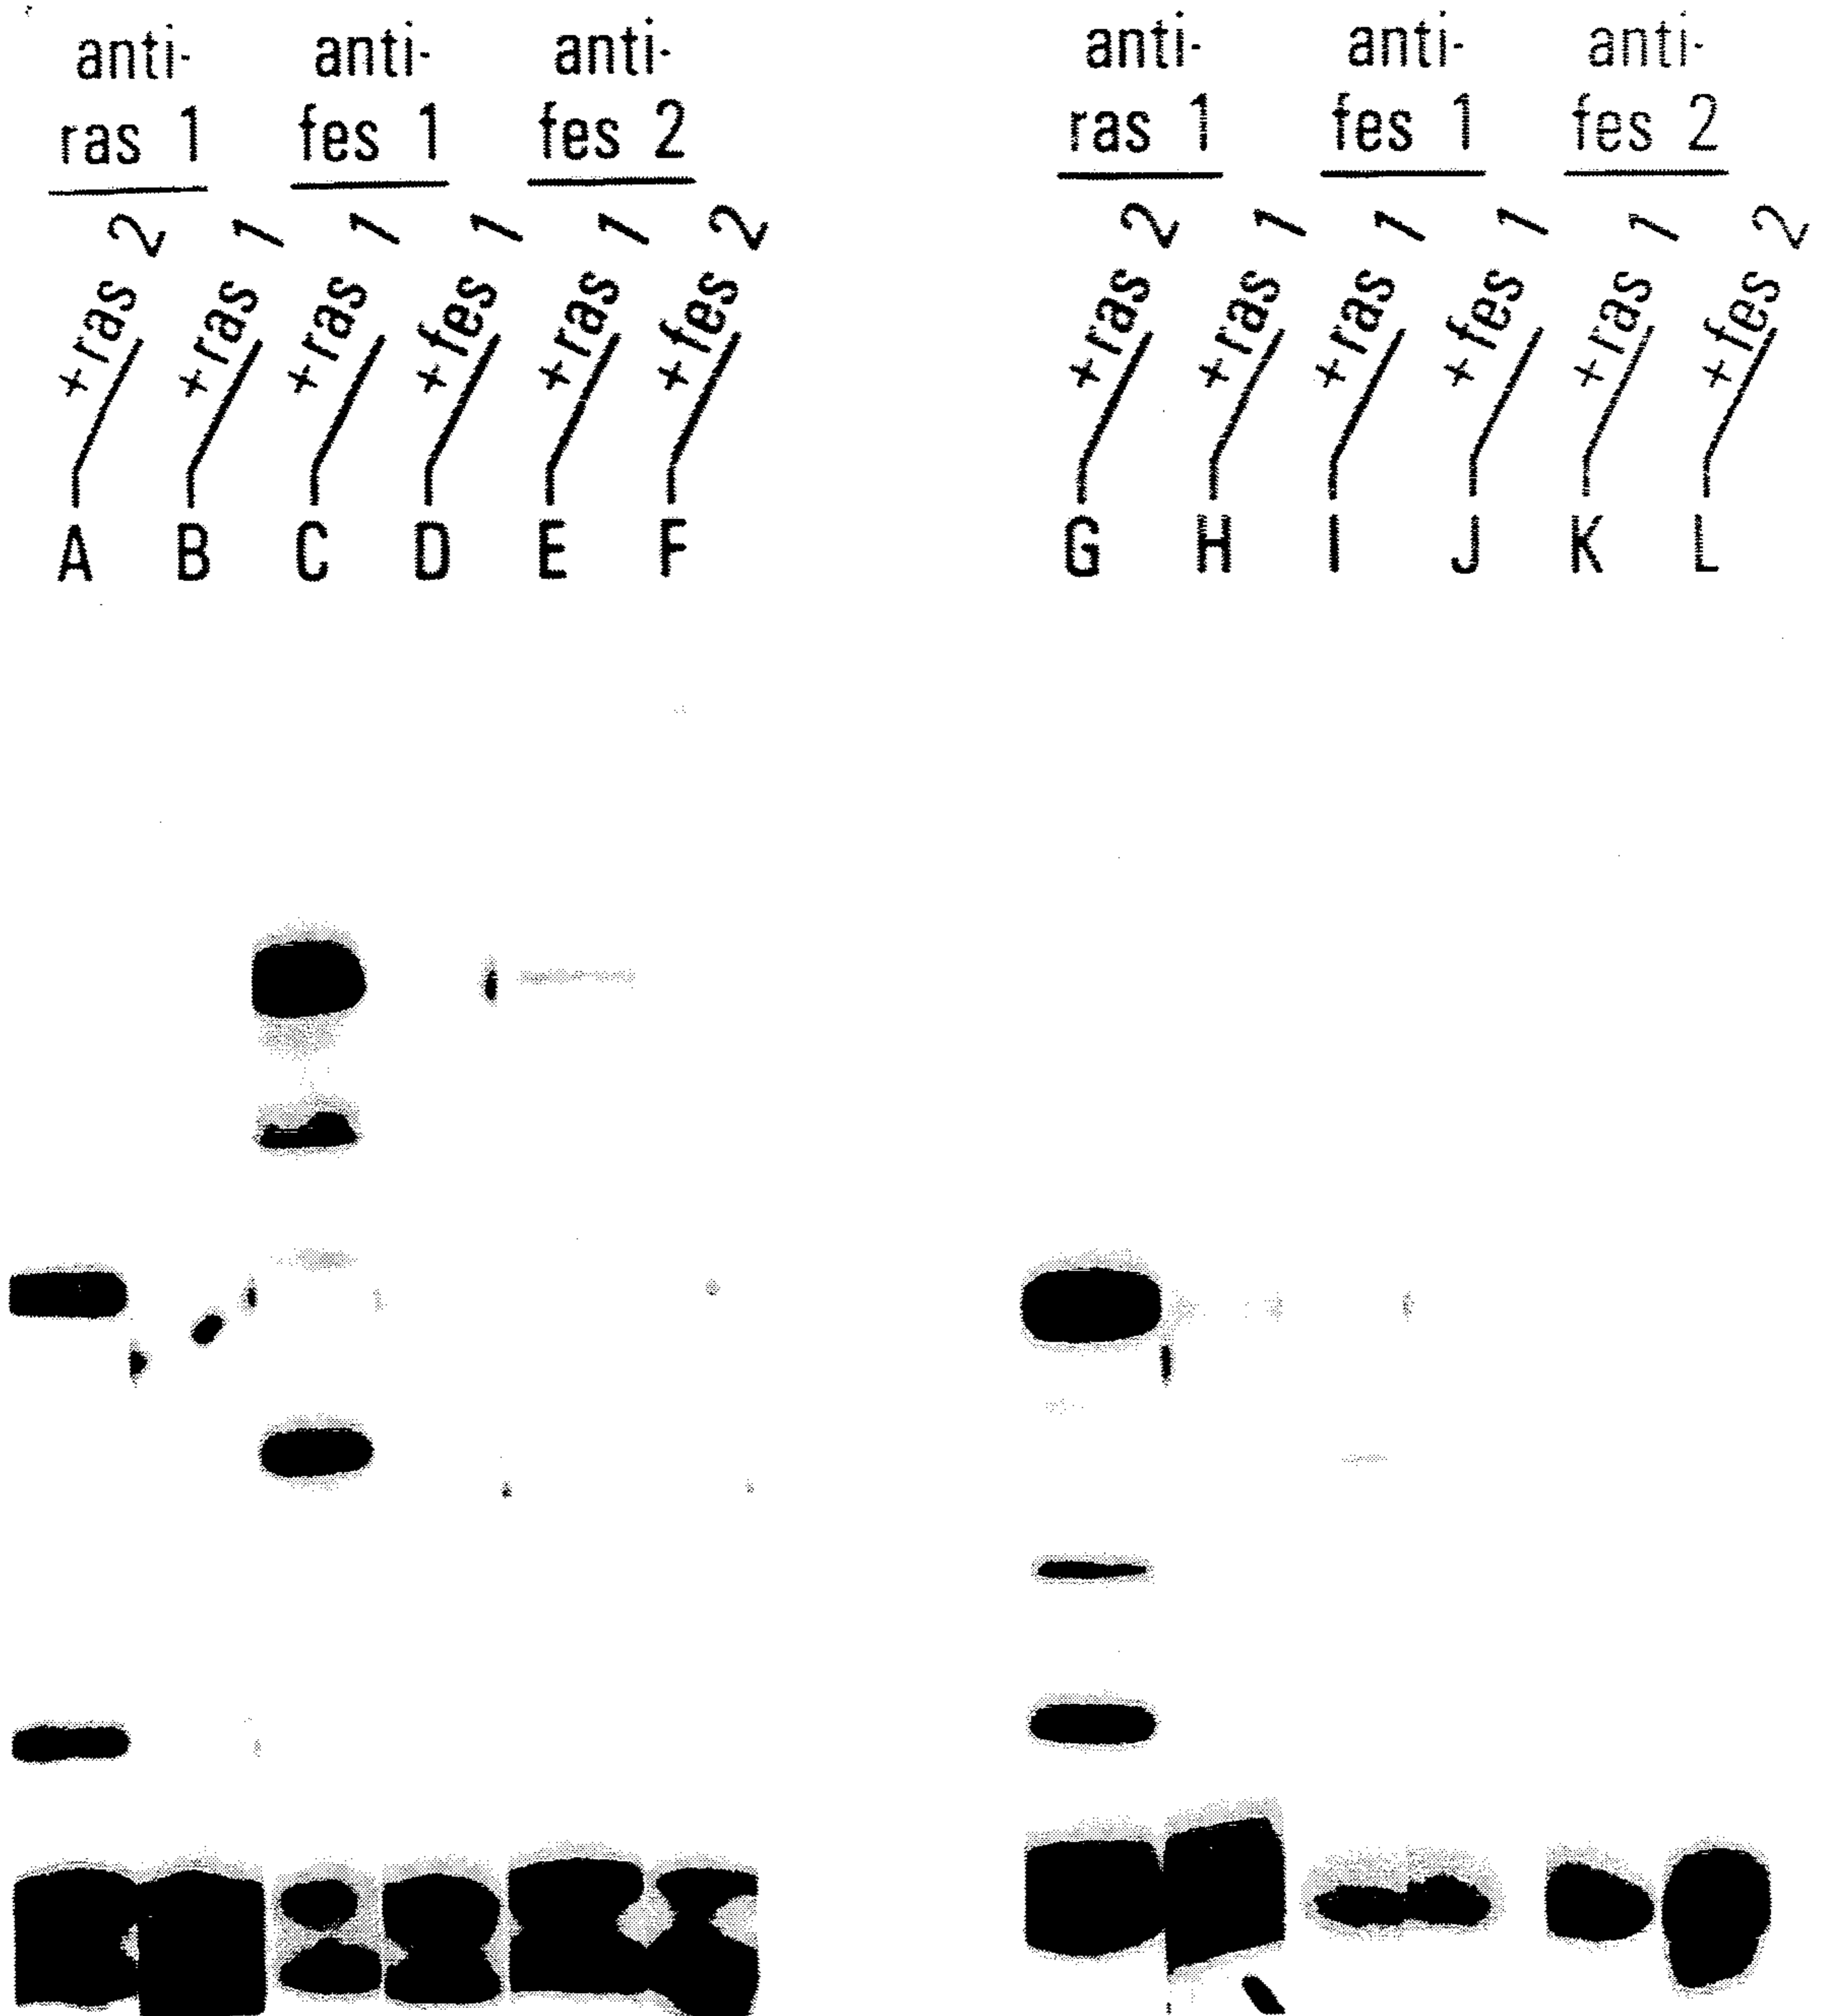 anti- anti- anti- anti- anti- anti-
ras 1 fes 1 fes 2 ras 1 fes 1 fes 2
+ras 2 +ras 1 +ras 1 +fes 1 +ras 1 +fes 2 +ras 2 +ras 1 +ras 1 +fes 1 +ras 1 +fes 2
A B C D E F G H I J K L